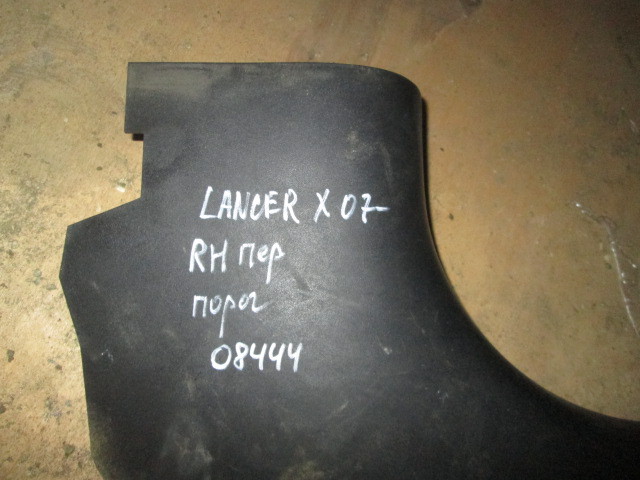 LANCER X 07-
RH пер
порог
08444